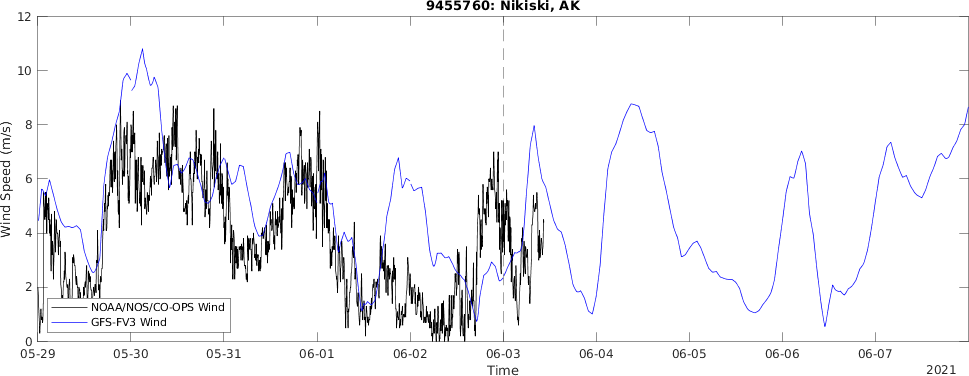 9455760: Nikiski, AK
12
10
8
6
4
2
0
Wind Speed (m/s)
NOAA/NOS/CO-OPS Wind
GFS-FV3 Wind
05-29 05-30 05-31 06-01 06-02 06-03 06-04 06-05 06-06 06-07
Time
2021